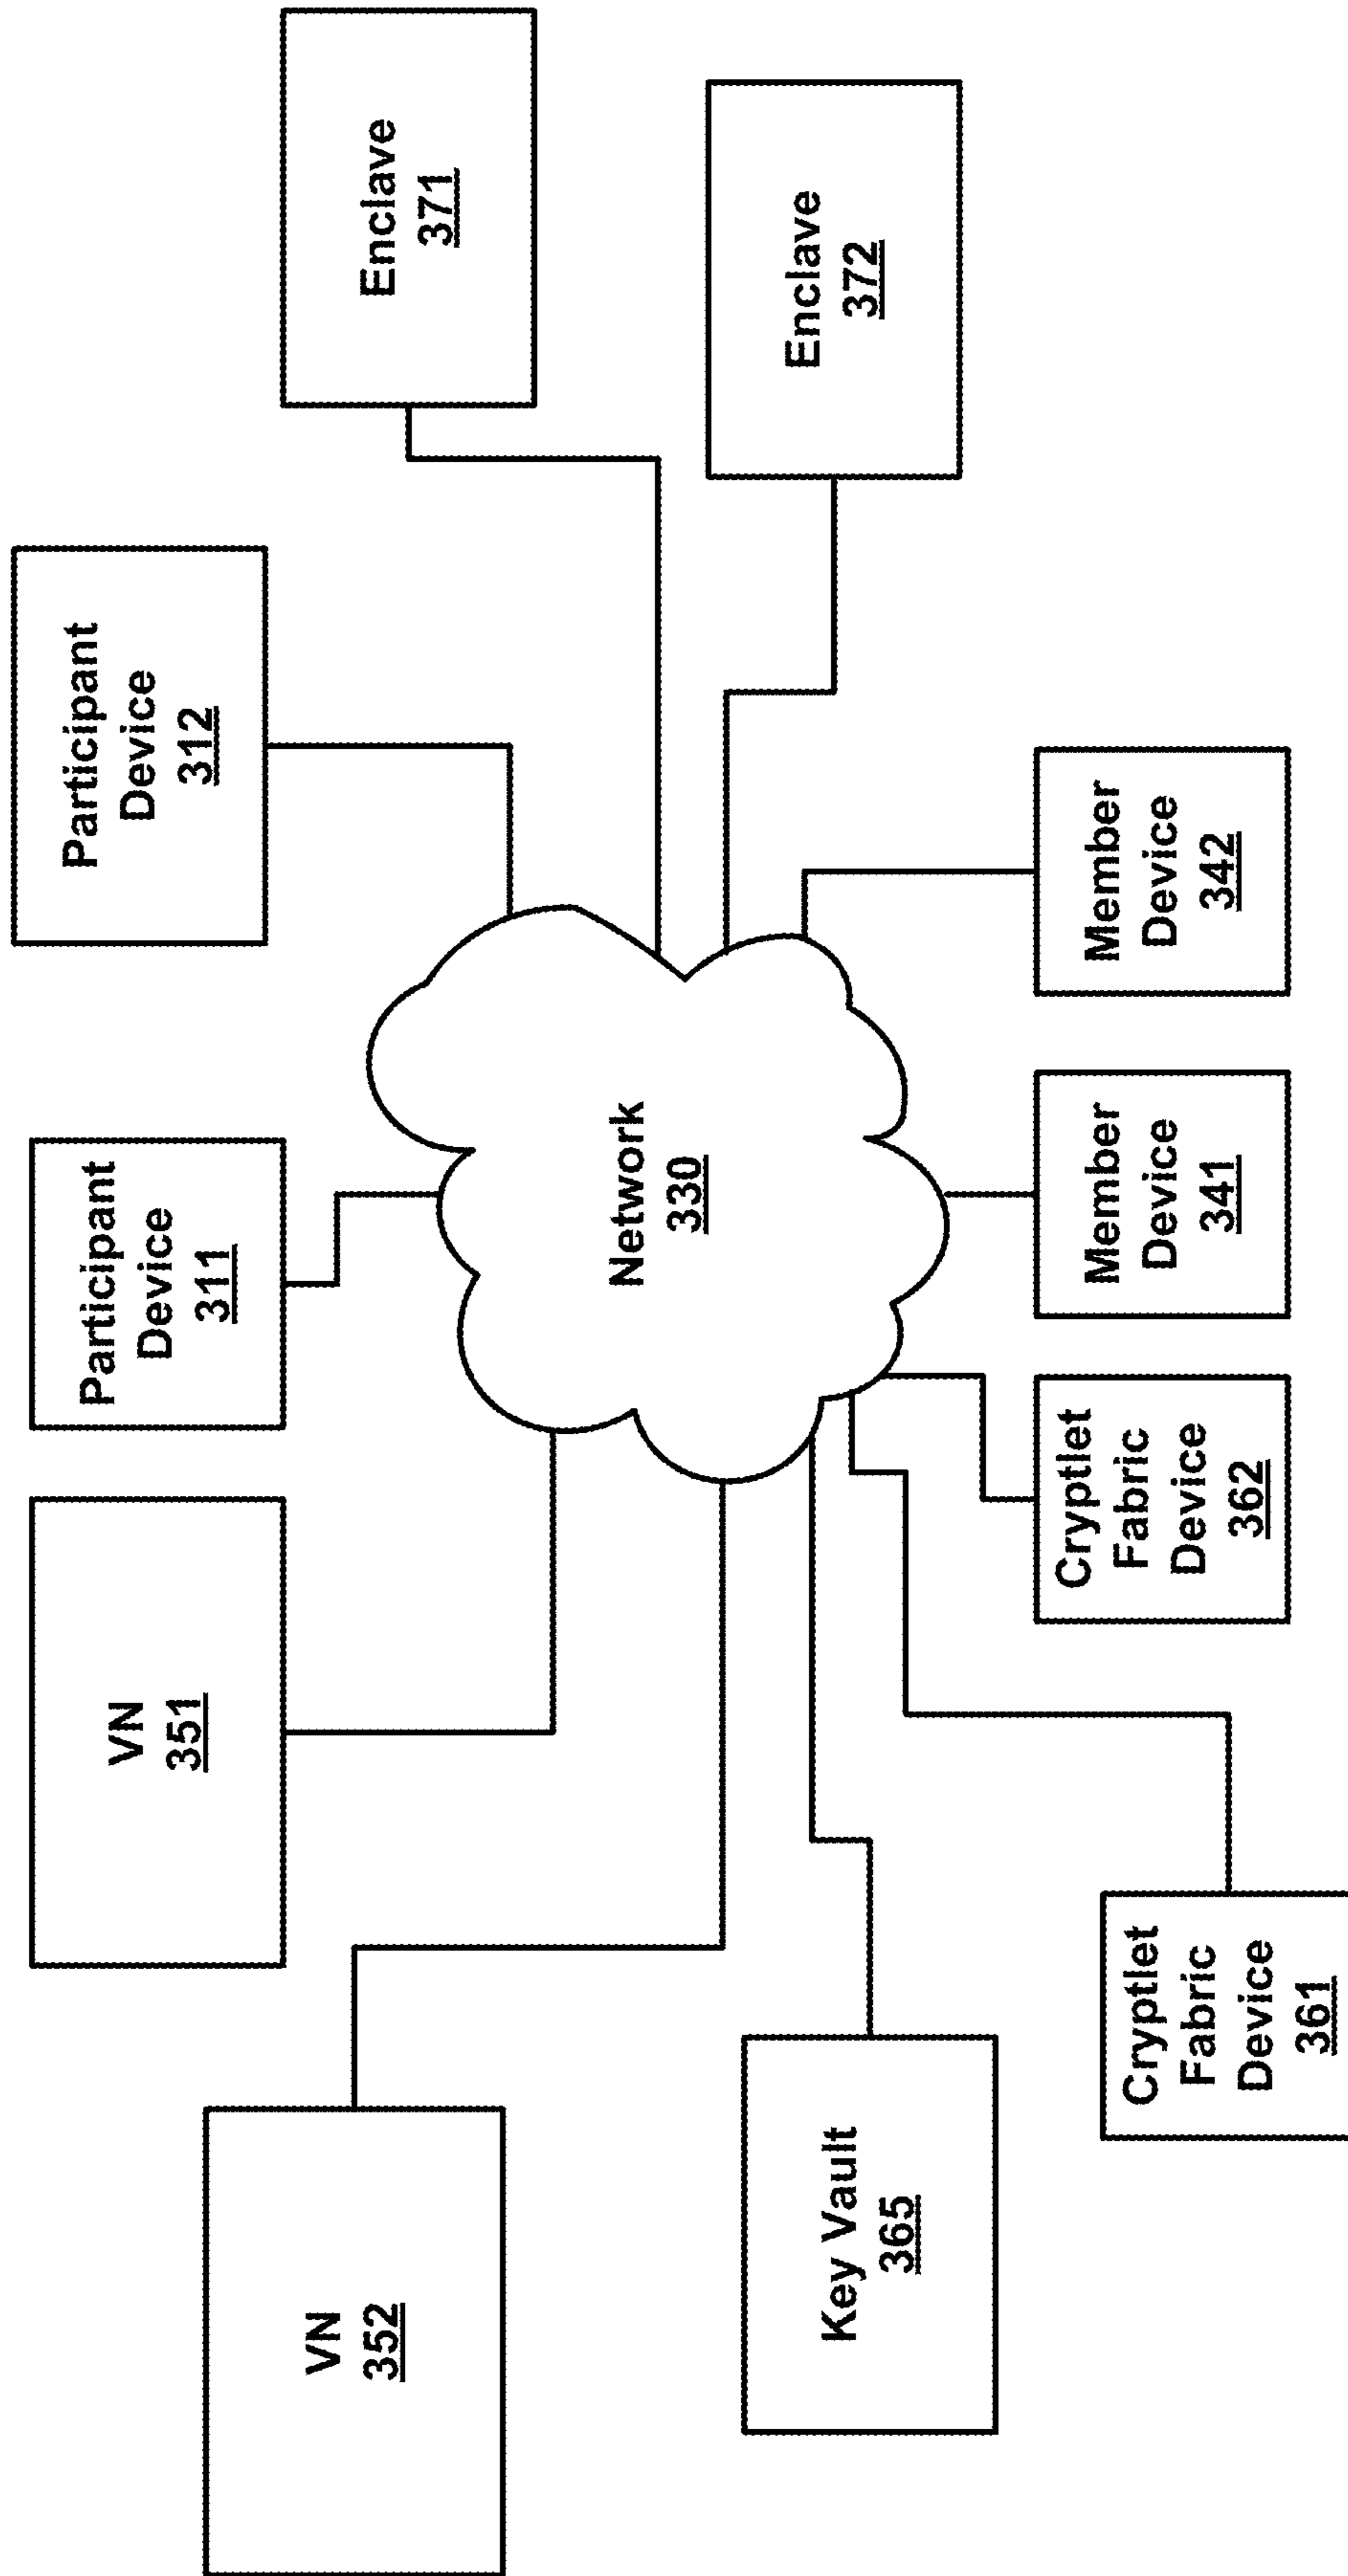 VN
351
Participant
Device
311
Participant
Device
312
VN
352
Enclave
371
Network
330
Enclave
372
Key Vault
365
Cryptlet
Fabric
Device
361
Cryptlet
Fabric
Device
362
Member
Device
341
Member
Device
342